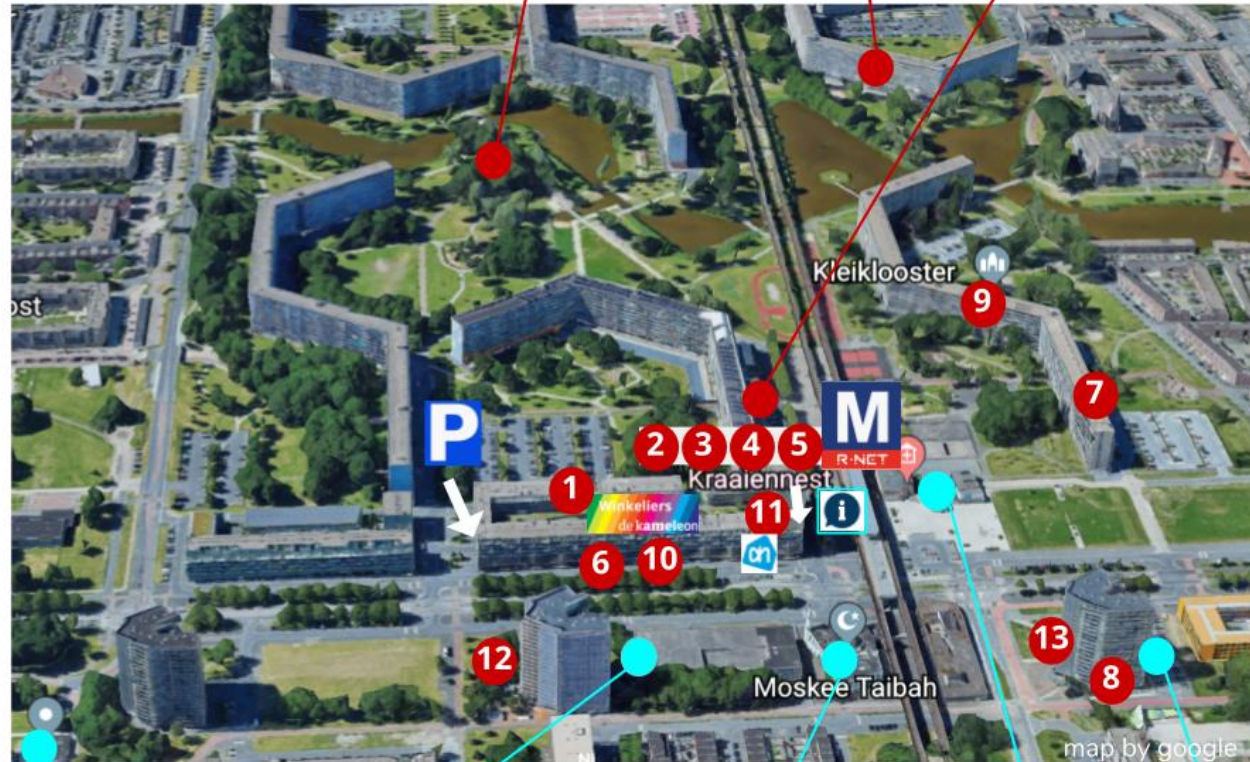 Kleiklooster
9
ost
7
P
M
R-NET
2 3 4 5
Kraaiennest
1
Winkeliers
de kameleon
11
i
ah
6 10
13
12
8
Moskee Taibah
map by google